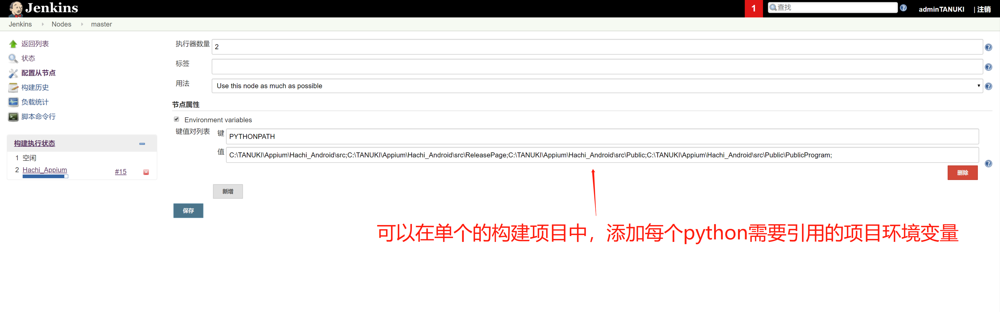 Jenkins
1
查找
adminTANUKI
| 注销
Jenkins
Nodes
master
返回列表
状态
配置从节点
构建历史
负载统计
脚本命令行
构建执行状态
1 空闲
2 Hachi_Appium #15
执行器数量
2
标签
用法
Use this node as much as possible
节点属性
Environment variables
键值对列表
键
PYTHONPATH
值
C:\TANUKI\Appium\Hachi_Android\src;C:\TANUKI\Appium\Hachi_Android\src\ReleasePage;C:\TANUKI\Appium\Hachi_Android\src\Public;C:\TANUKI\Appium\Hachi_Android\src\Public\PublicProgram;
删除
新增
保存
可以在单个的构建项目中，添加每个python需要引用的项目环境变量